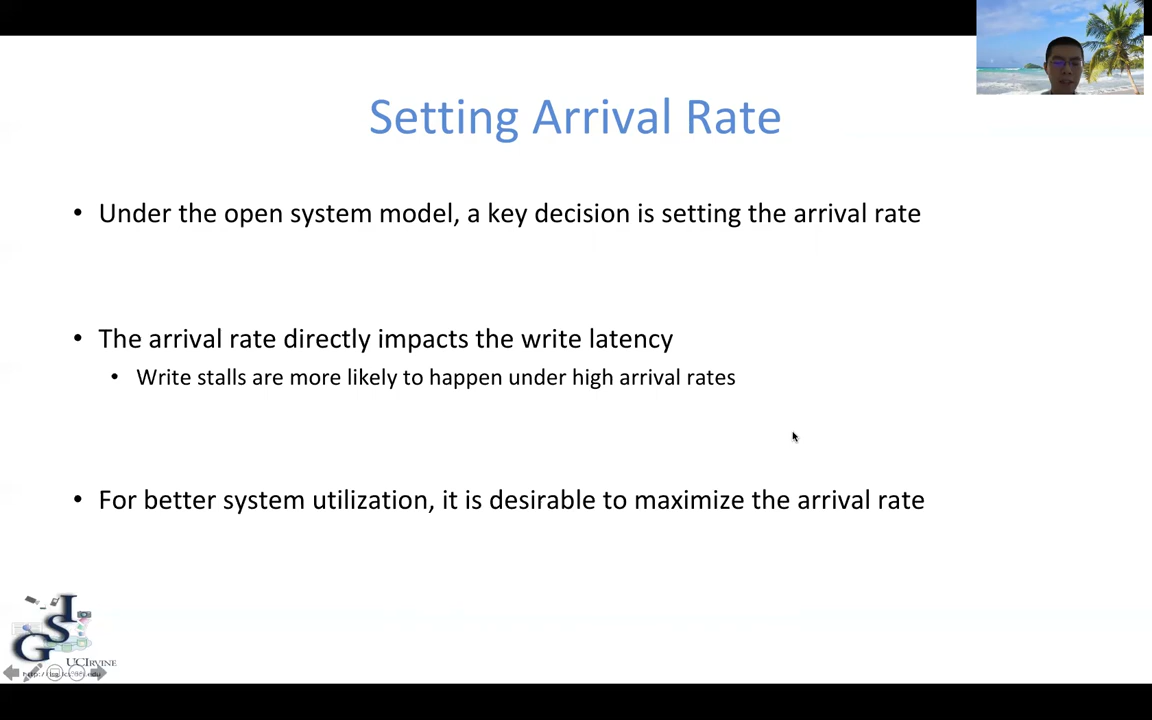 Setting Arrival Rate
• Under the open system model, a key decision is setting the arrival rate
• The arrival rate directly impacts the write latency
• Write stalls are more likely to happen under high arrival rates
• For better system utilization, it is desirable to maximize the arrival rate
ISG
UCIRVINE